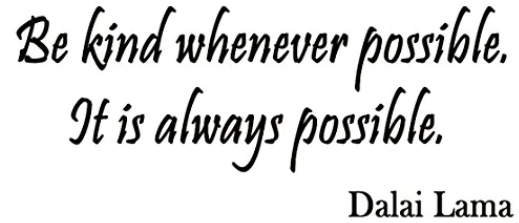 Be kind whenever possible.
It is always possible.
Dalai Lama